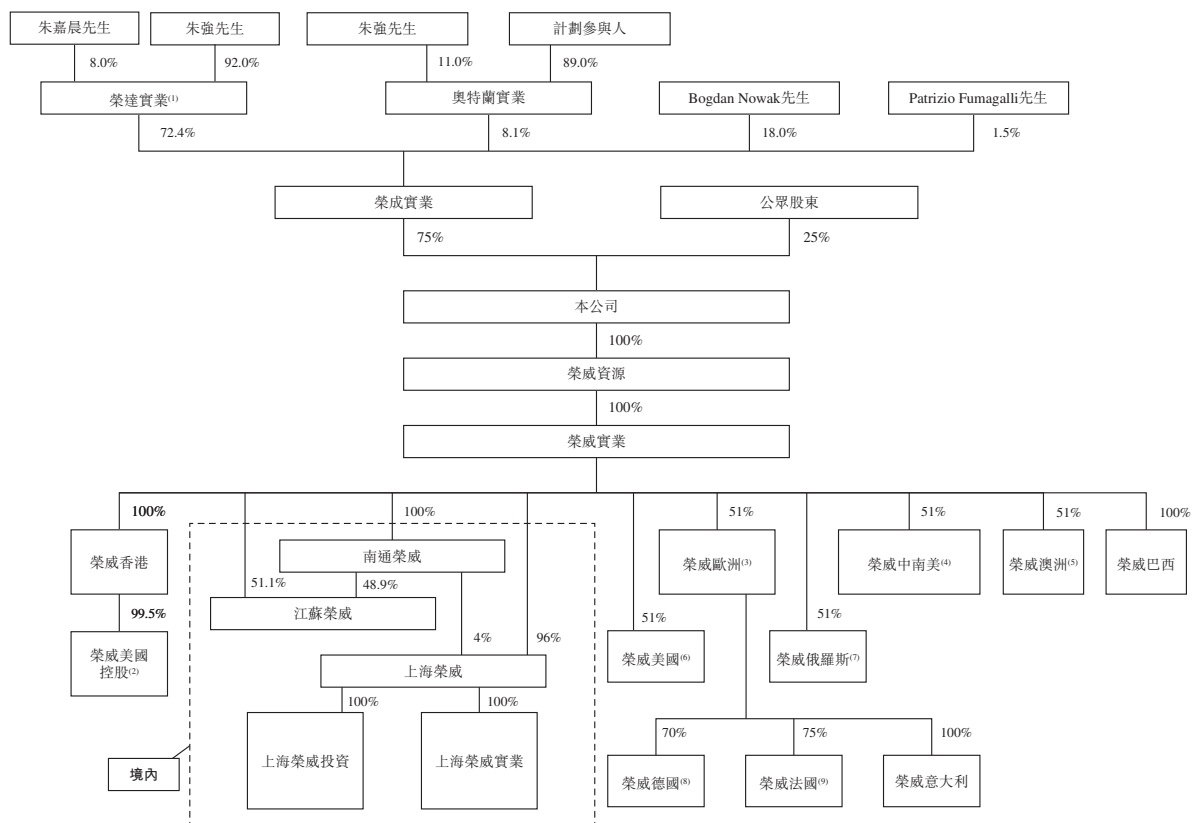 朱嘉晨先生
朱強先生
朱強先生
計劃參與人
8.0%
92.0%
11.0%
89.0%
榮達實業(1)
奧特蘭實業
Bogdan Nowak先生
Patrizio Fumagalli先生
72.4%
8.1%
18.0%
1.5%
榮成實業
公眾股東
75%
25%
本公司
100%
榮威資源
100%
榮威實業
100%
100%
51%
51%
51%
100%
榮威香港
南通榮威
榮威歐洲(3)
榮威中南美(4)
榮威澳洲(5)
榮威巴西
51.1%
48.9%
99.5%
江蘇榮威
4%
96%
51%
51%
榮威美國
控股(2)
上海榮威
榮威美國(6)
榮威俄羅斯(7)
100%
100%
70%
75%
100%
上海榮威投資
上海榮威實業
境內
榮威德國(8)
榮威法國(9)
榮威意大利